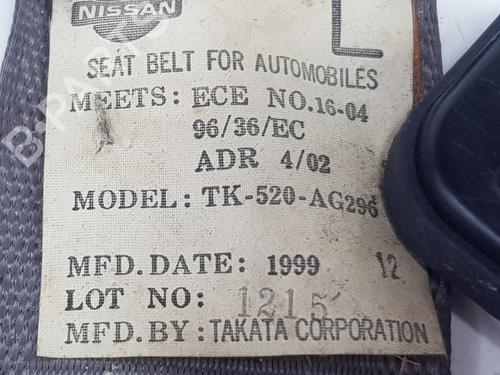 NISSAN
L
SEAT BELT FOR AUTOMOBILES
MEETS: ECE NO.16-04
96/36/EC
ADR 4/02
MODEL: TK-520-AG296
MFD. DATE: 1999 12
LOT NO: 1215
MFD. BY: TAKATA CORPORATION
B-PARTS